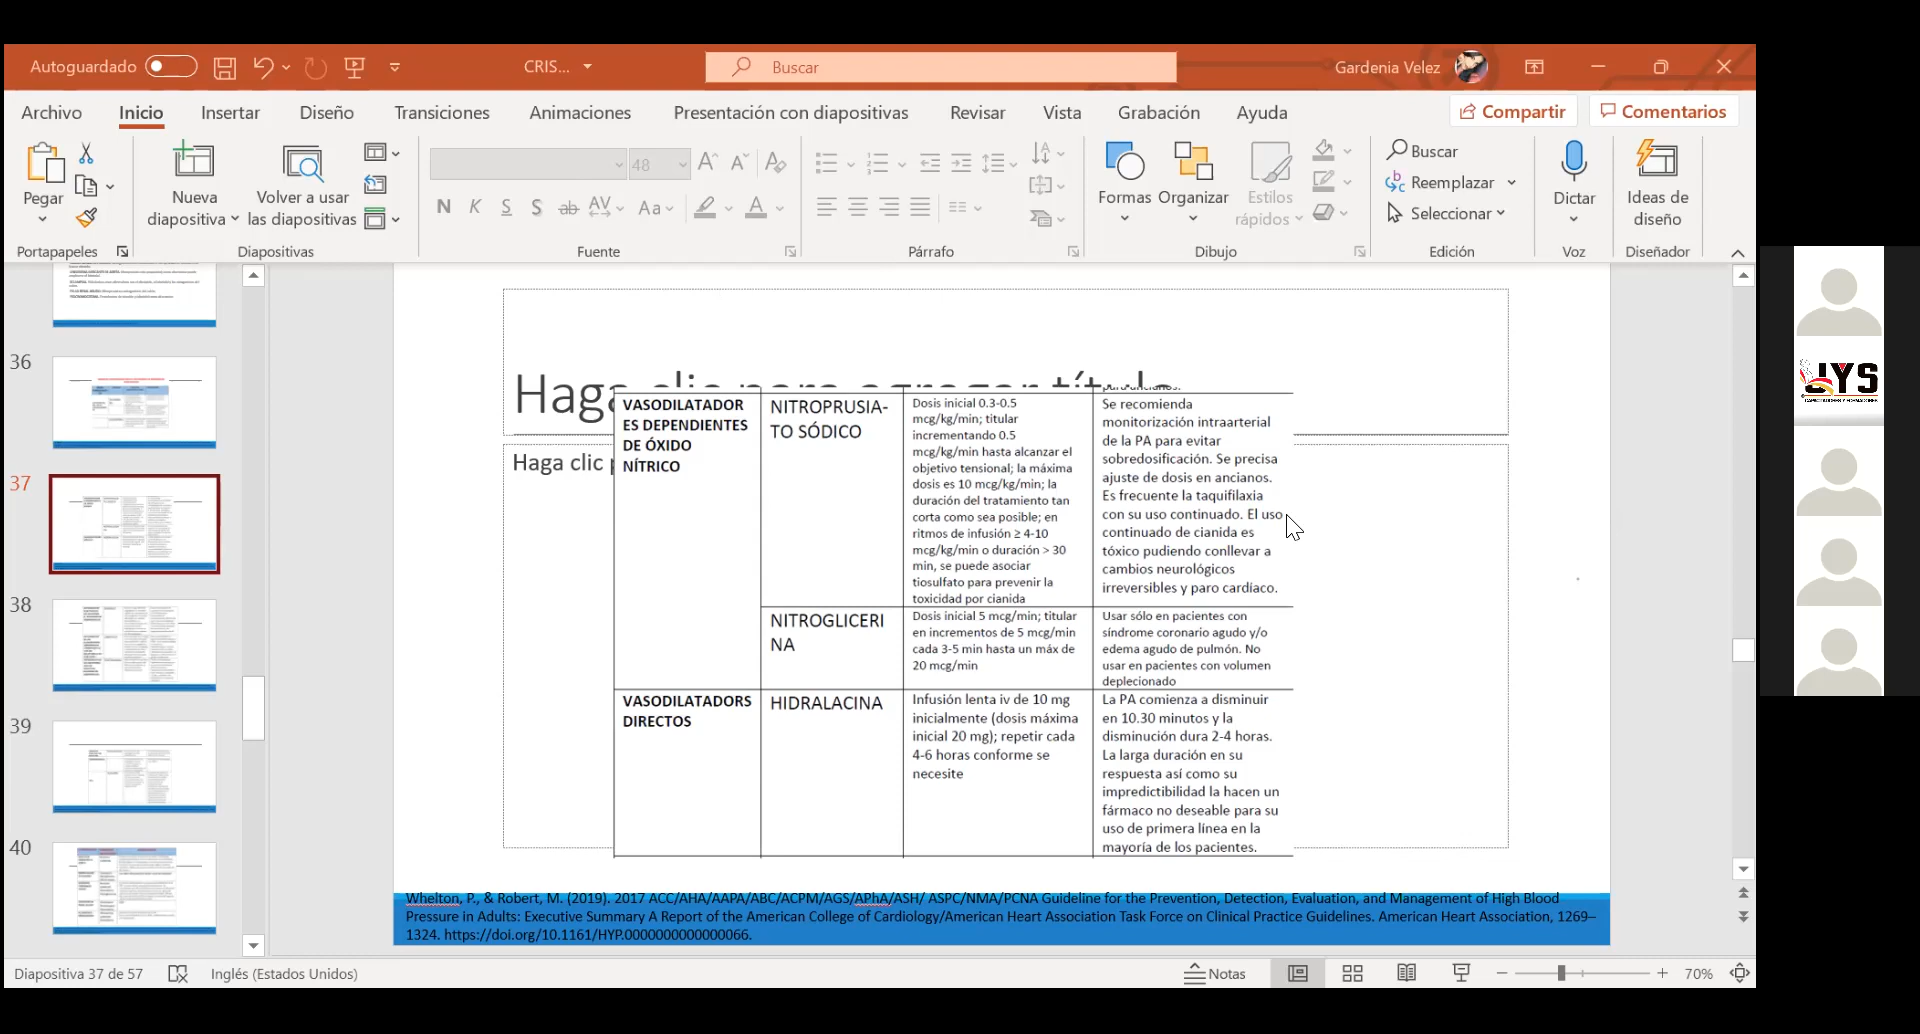 Autoguardado
CRIS...
Buscar
Gardenia Velez
Archivo Inicio Insertar Diseño Transiciones Animaciones Presentación con diapositivas Revisar Vista Grabación Ayuda Compartir Comentarios
Pegar
Nueva
diapositiva
Volver a usar
las diapositivas
48
N K S S ab AV Aa A
Formas Organizar Estilos
rápidos
Buscar
Reemplazar
Seleccionar
Dictar
Ideas de
diseño
Portapapeles Diapositivas Fuente Párrafo Dibujo Edición Voz Diseñador
36
37
38
39
40
Haga clic para agregar título
Haga clic
VASODILATADOR
ES DEPENDIENTES
DE ÓXIDO
NÍTRICO
NITROPRUSIA-
TO SÓDICO
Dosis inicial 0.3-0.5
mcg/kg/min; titular
incrementando 0.5
mcg/kg/min hasta alcanzar el
objetivo tensional; la máxima
dosis es 10 mcg/kg/min; la
duración del tratamiento tan
corta como sea posible; en
ritmos de infusión ≥ 4-10
mcg/kg/min o duración > 30
min, se puede asociar
tiosulfato para prevenir la
toxicidad por cianida
para ancianos.
Se recomienda
monitorización intraarterial
de la PA para evitar
sobredosificación. Se precisa
ajuste de dosis en ancianos.
Es frecuente la taquifilaxia
con su uso continuado. El uso
continuado de cianida es
tóxico pudiendo conllevar a
cambios neurológicos
irreversibles y paro cardíaco.
NITROGLICERI
NA
Dosis inicial 5 mcg/min; titular
en incrementos de 5 mcg/min
cada 3-5 min hasta un máx de
20 mcg/min
Usar sólo en pacientes con
síndrome coronario agudo y/o
edema agudo de pulmón. No
usar en pacientes con volumen
deplecionado
VASODILATADORS
DIRECTOS
HIDRALACINA
Infusión lenta iv de 10 mg
inicialmente (dosis máxima
inicial 20 mg); repetir cada
4-6 horas conforme se
necesite
La PA comienza a disminuir
en 10.30 minutos y la
disminución dura 2-4 horas.
La larga duración en su
respuesta así como su
impredictibilidad la hacen un
fármaco no deseable para su
uso de primera línea en la
mayoría de los pacientes.
Whelton, P., & Robert, M. (2019). 2017 ACC/AHA/AAPA/ABC/ACPM/AGS/APhA/ASH/ ASPC/NMA/PCNA Guideline for the Prevention, Detection, Evaluation, and Management of High Blood
Pressure in Adults: Executive Summary A Report of the American College of Cardiology/American Heart Association Task Force on Clinical Practice Guidelines. American Heart Association, 1269–
1324. https://doi.org/10.1161/HYP.0000000000000066.
JYS
Diapositiva 37 de 57 Inglés (Estados Unidos) Notas 70%